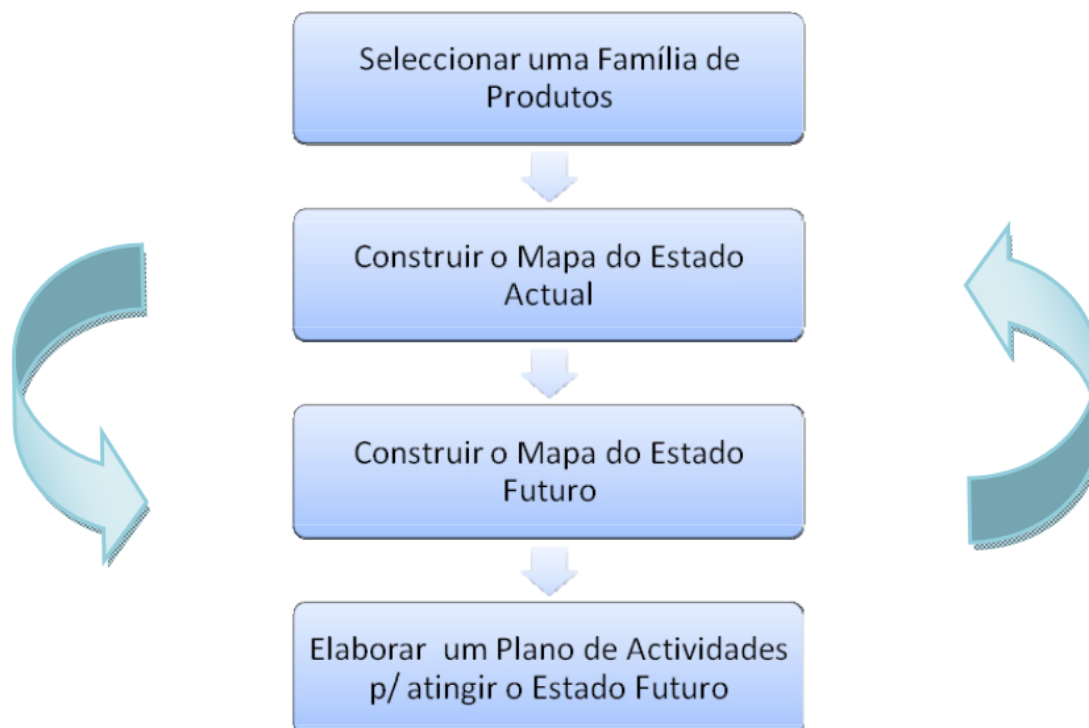 Seleccionar uma Família de
Produtos
Construir o Mapa do Estado
Actual
Construir o Mapa do Estado
Futuro
Elaborar um Plano de Actividades
p/ atingir o Estado Futuro